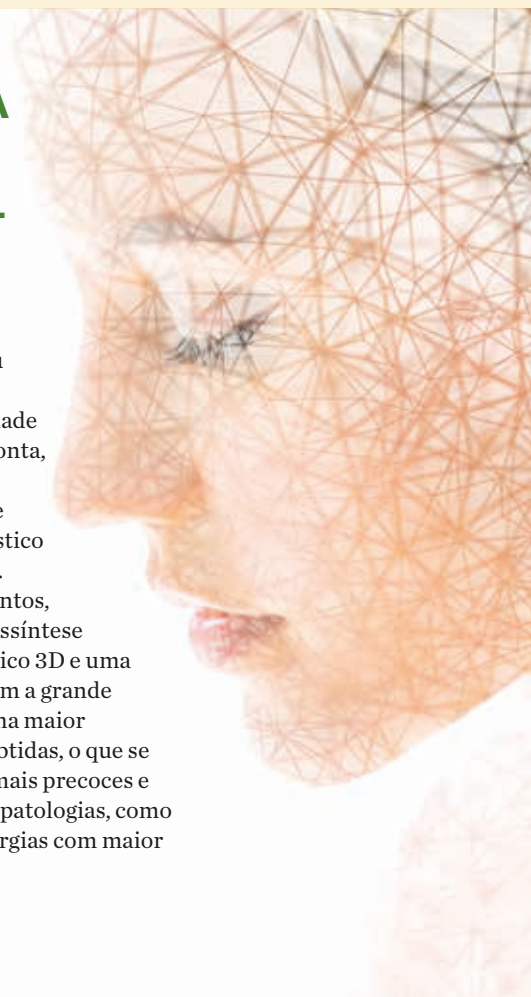 A
ade
onta,
e
stico
.
ntos,
ssíntese
ico 3D e uma
m a grande
na maior
btidas, o que se
mais precoces e
patologias, como
rgias com maior